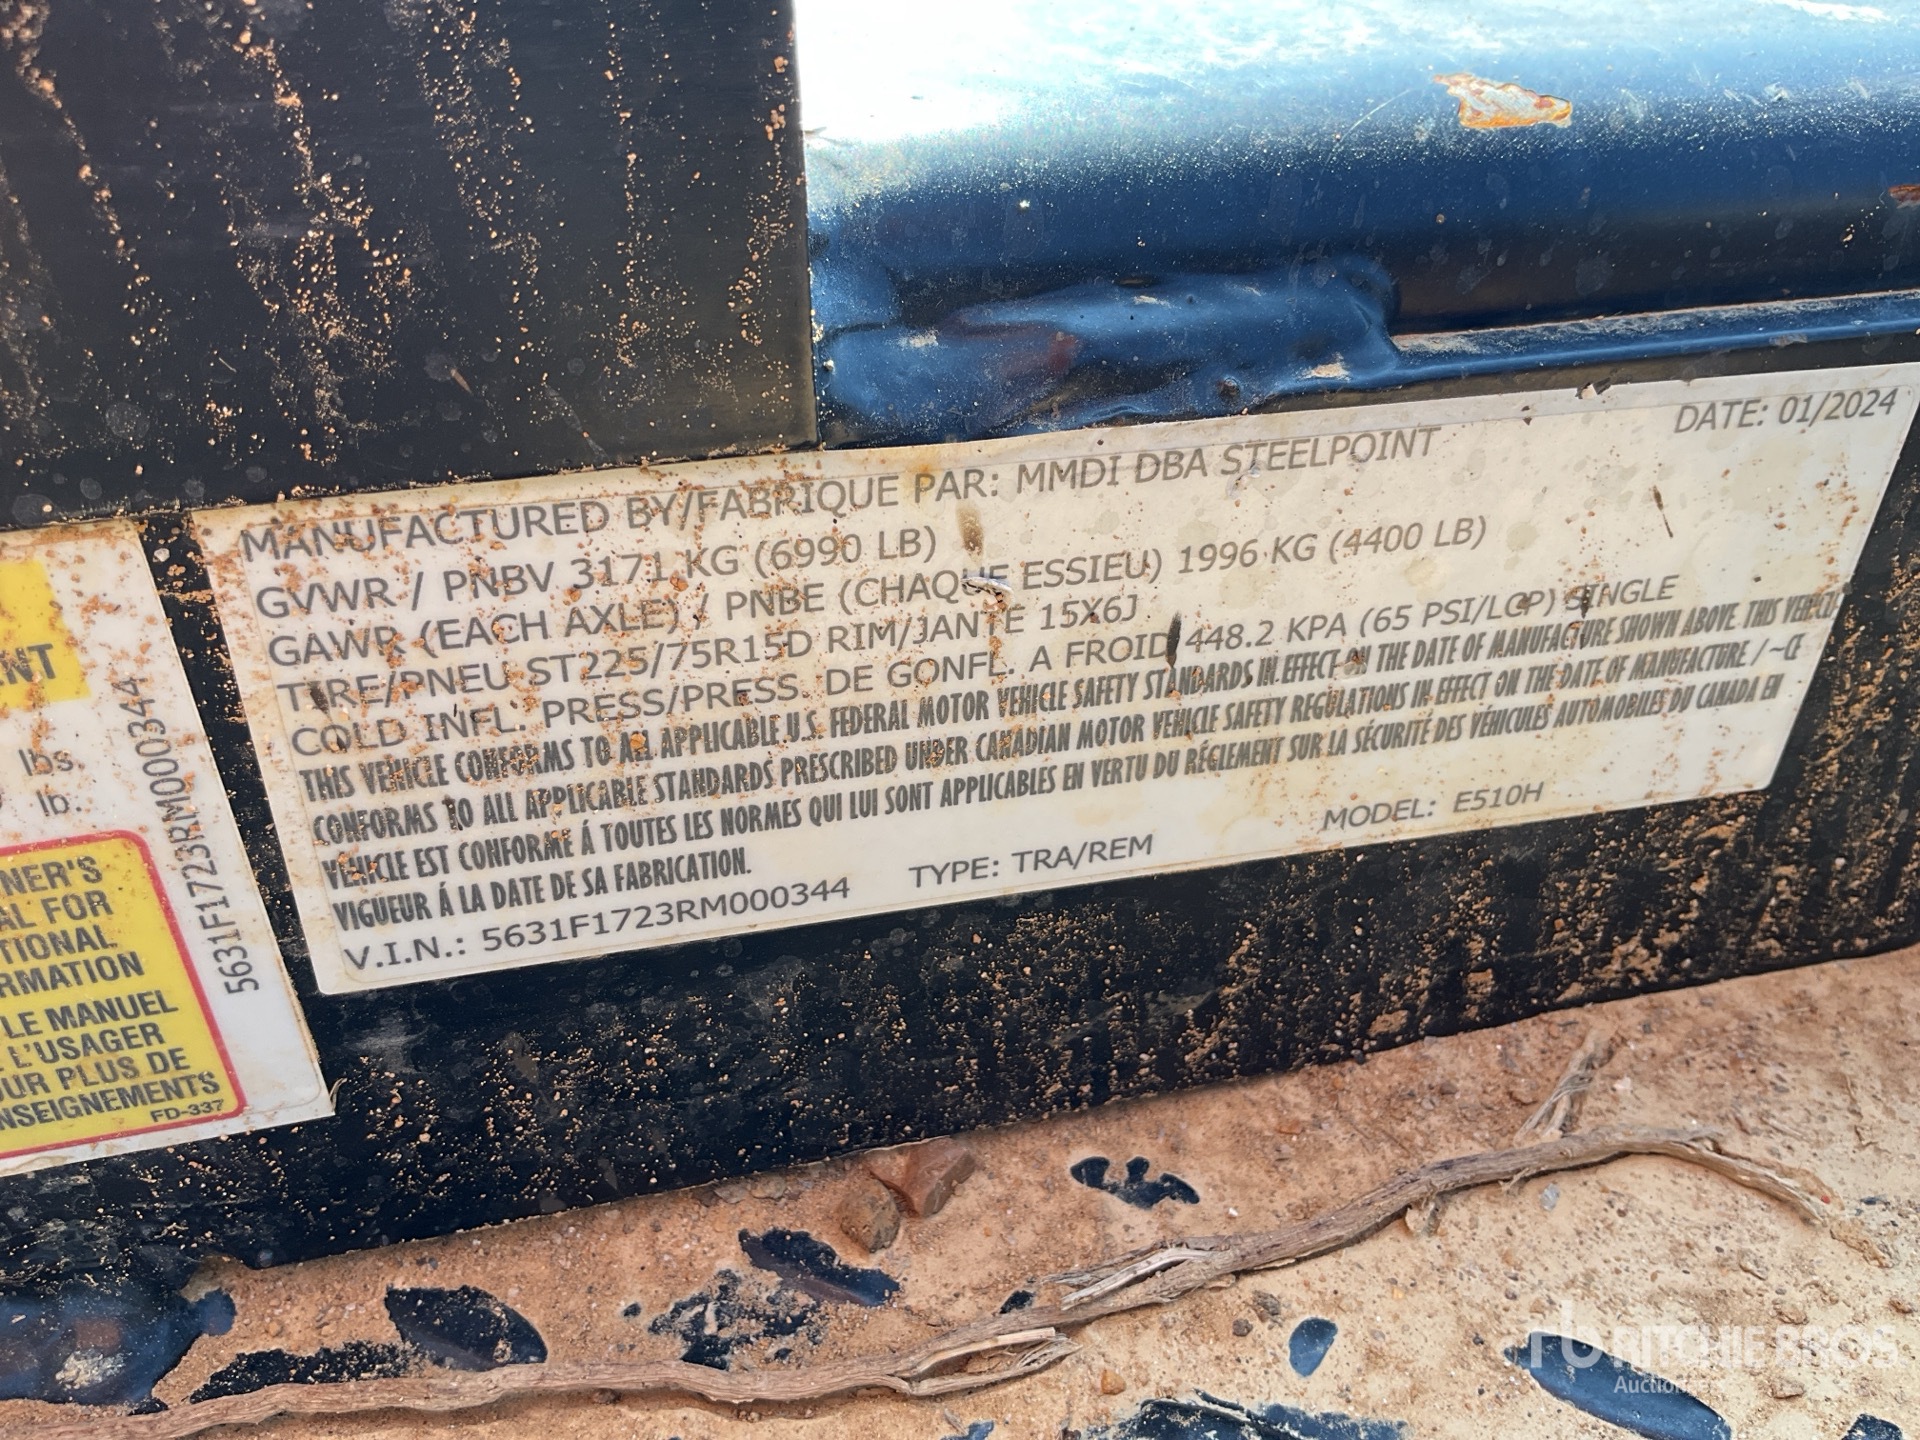 MANUFACTURED BY/FABRIQUE PAR: MMDI DBA STEELPOINT DATE: 01/2024
GVWR / PNBV 3171 KG (6990 LB)
GAWR (EACH AXLE) / PNBE (CHAQUE ESSIEU) 1996 KG (4400 LB)
TIRE/PNEU ST225/75R15D RIM/JANTE 15X6J
COLD INFL. PRESS/PRESS. DE GONFL. A FROID 448.2 KPA (65 PSI/LCP) SINGLE
THIS VEHICLE CONFORMS TO ALL APPLICABLE U.S. FEDERAL MOTOR VEHICLE SAFETY STANDARDS IN EFFECT ON THE DATE OF MANUFACTURE SHOWN ABOVE. THIS VEHICLE
CONFORMS TO ALL APPLICABLE STANDARDS PRESCRIBED UNDER CANADIAN MOTOR VEHICLE SAFETY REGULATIONS IN EFFECT ON THE DATE OF MANUFACTURE / ~CE
VEHICLE EST CONFORME Á TOUTES LES NORMES QUI LUI SONT APPLICABLES EN VERTU DU RÉGLEMENT SUR LA SÉCURITÉ DES VÉHICULES AUTOMOBILES DU CANADA EN
VIGUEUR Á LA DATE DE SA FABRICATION.
V.I.N.: 5631F1723RM000344 TYPE: TRA/REM MODEL: E510H
NT
lbs.
lb.
5631F1723RM000344
NER'S
AL FOR
TIONAL
RMATION
LE MANUEL
L'USAGER
OUR PLUS DE
NSEIGNEMENTS
FD-337
rb RITCHIE BROS